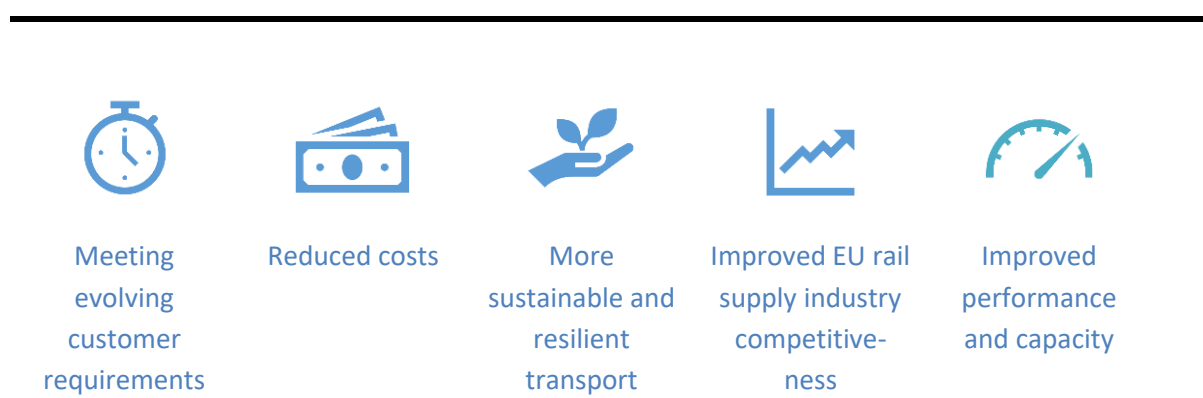 Meeting
evolving
customer
requirements
Reduced costs
More
sustainable and
resilient
transport
Improved EU rail
supply industry
competitive-
ness
Improved
performance
and capacity